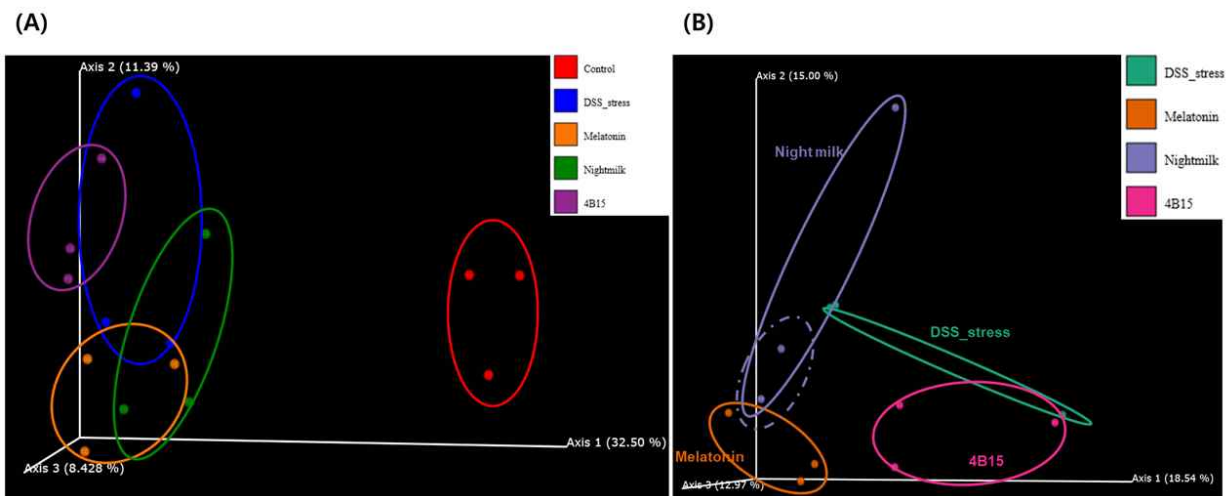 (A)
Axis 2 (11.39 %)
Control
DSS_stress
Melatonin
Nightmilk
4B15
Axis 1 (32.50 %)
Axis 3 (8.428 %)
(B)
Axis 2 (15.00 %)
DSS_stress
Melatonin
Nightmilk
4B15
Night milk
DSS_stress
4B15
Melatonin
Axis 3 (12.97 %)
Axis 1 (18.54 %)